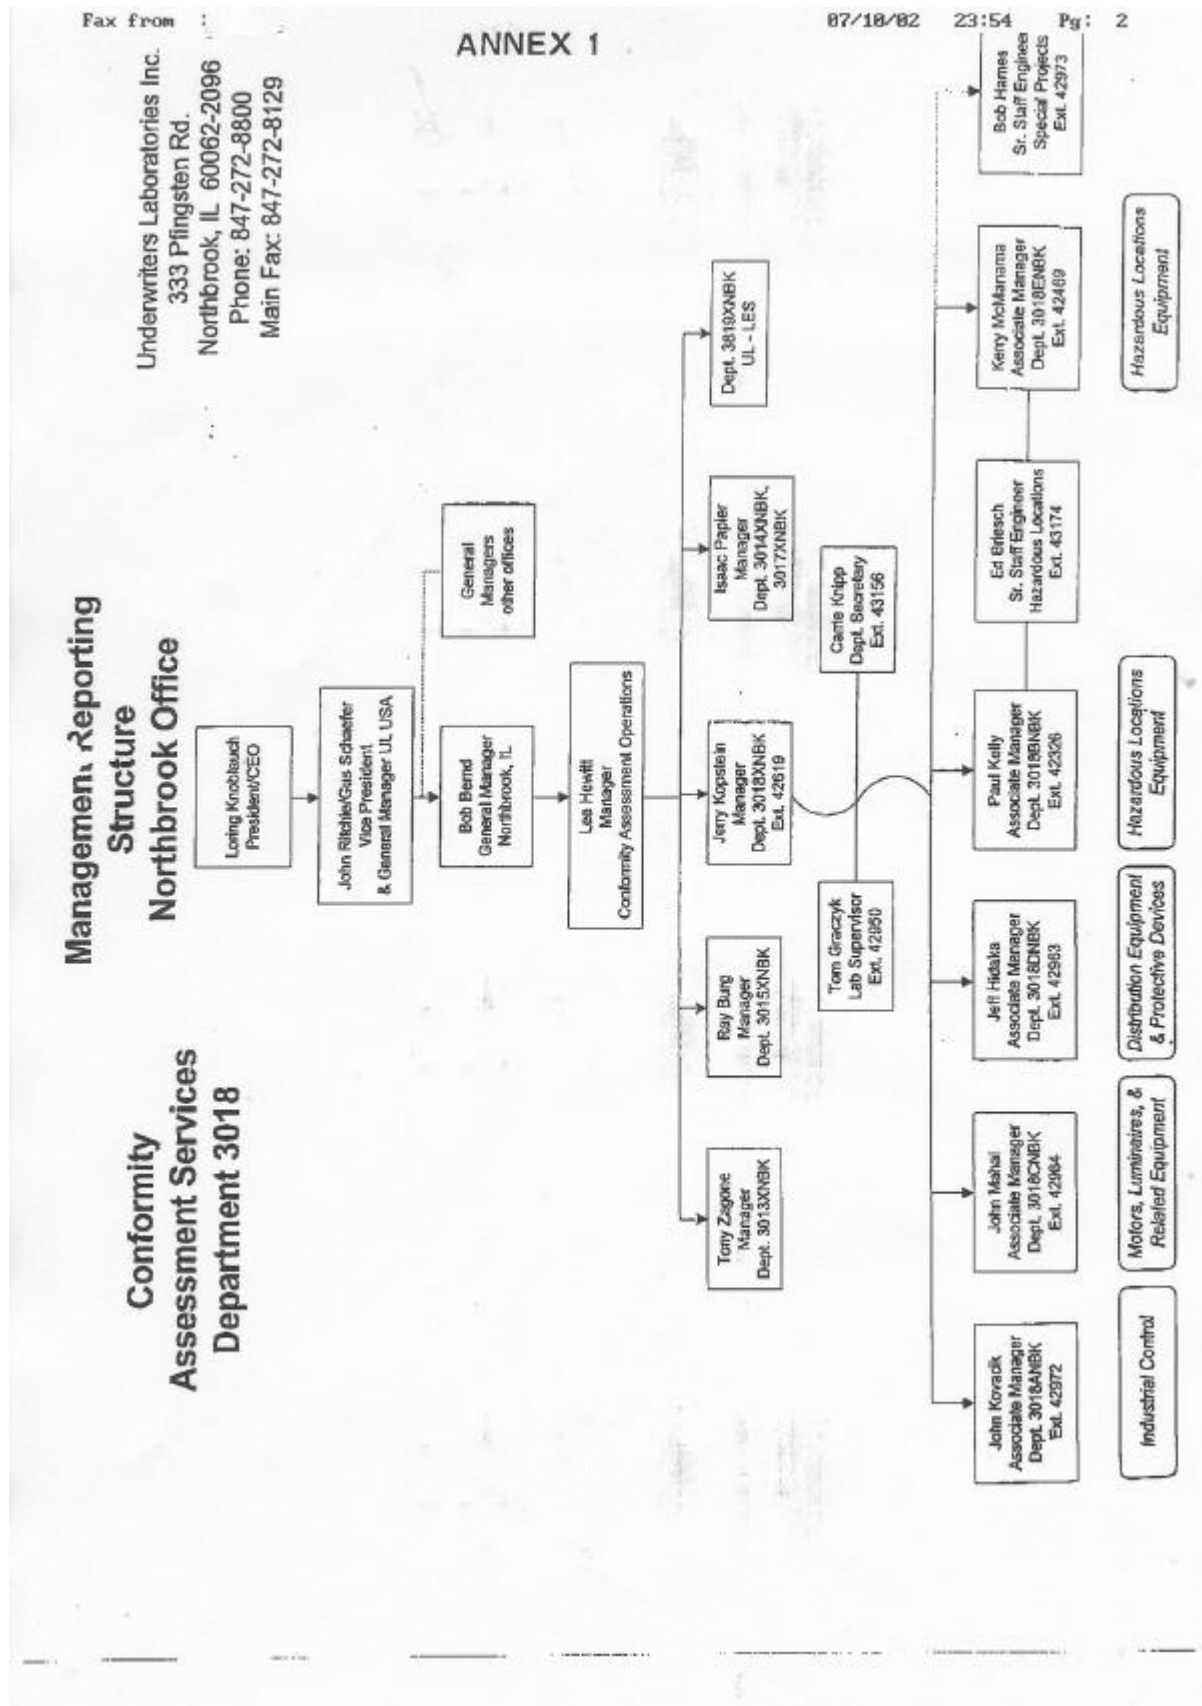 Fax from
07/18/02 23:54 Pg: 2
ANNEX 1
Conformity
Assessment Services
Department 3018
Management Reporting
Structure
Northbrook Office
Underwriters Laboratories Inc.
333 Pfingsten Rd.
Northbrook, IL 60062-2096
Phone: 847-272-8800
Main Fax: 847-272-8129
Loring Knoblauch
President/CEO
John Ritchie/Gus Schaefer
Vice President
& General Manager UL USA
Bob Bernd
General Manager
Northbrook, IL
General
Managers
other offices
Lee Hewitt
Manager
Conformity Assessment Operations
Tony Zagone
Manager
Dept. 3013XNBK
Ray Burg
Manager
Dept. 3015XNBK
Jerry Kopstein
Manager
Dept. 3018XNBK
Ext. 42619
Isaac Papier
Manager
Dept. 3014XNBK,
3017XNBK
Dept. 3819XNBK
UL - LES
Tom Graczyk
Lab Supervisor
Ext. 42950
Carrie Knipp
Dept. Secretary
Ext. 43156
John Kovacik
Associate Manager
Dept. 3018ANBK
Ext. 42972
John Mahal
Associate Manager
Dept. 3018CNBK
Ext. 42964
Jeff Hidaka
Associate Manager
Dept. 3018DNBK
Ext. 42963
Paul Kelly
Associate Manager
Dept. 3018BNBK
Ext. 42326
Ed Briesch
Sr. Staff Engineer
Hazardous Locations
Ext. 43174
Kerry McManama
Associate Manager
Dept. 3018ENBK
Ext. 42469
Bob Harnes
Sr. Staff Engineer
Special Projects
Ext. 42973
Industrial Control
Motors, Luminaires, &
Related Equipment
Distribution Equipment
& Protective Devices
Hazardous Locations
Equipment
Hazardous Locations
Equipment